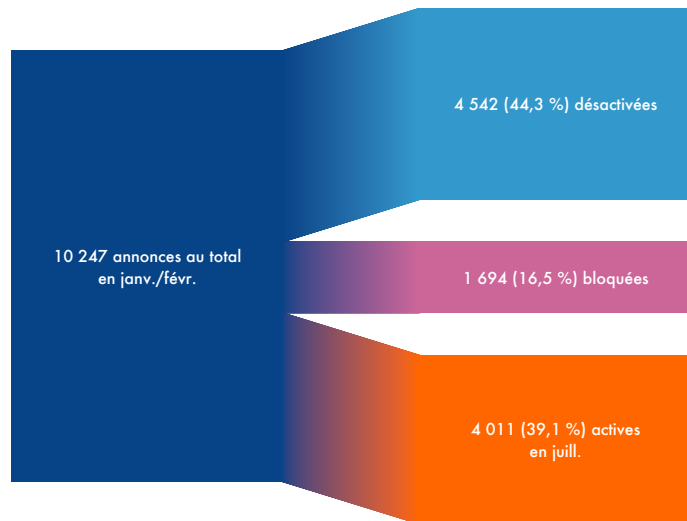 4 542 (44,3 %) désactivées
10 247 annonces au total
en janv./févr.
1 694 (16,5 %) bloquées
4 011 (39,1 %) actives
en juill.